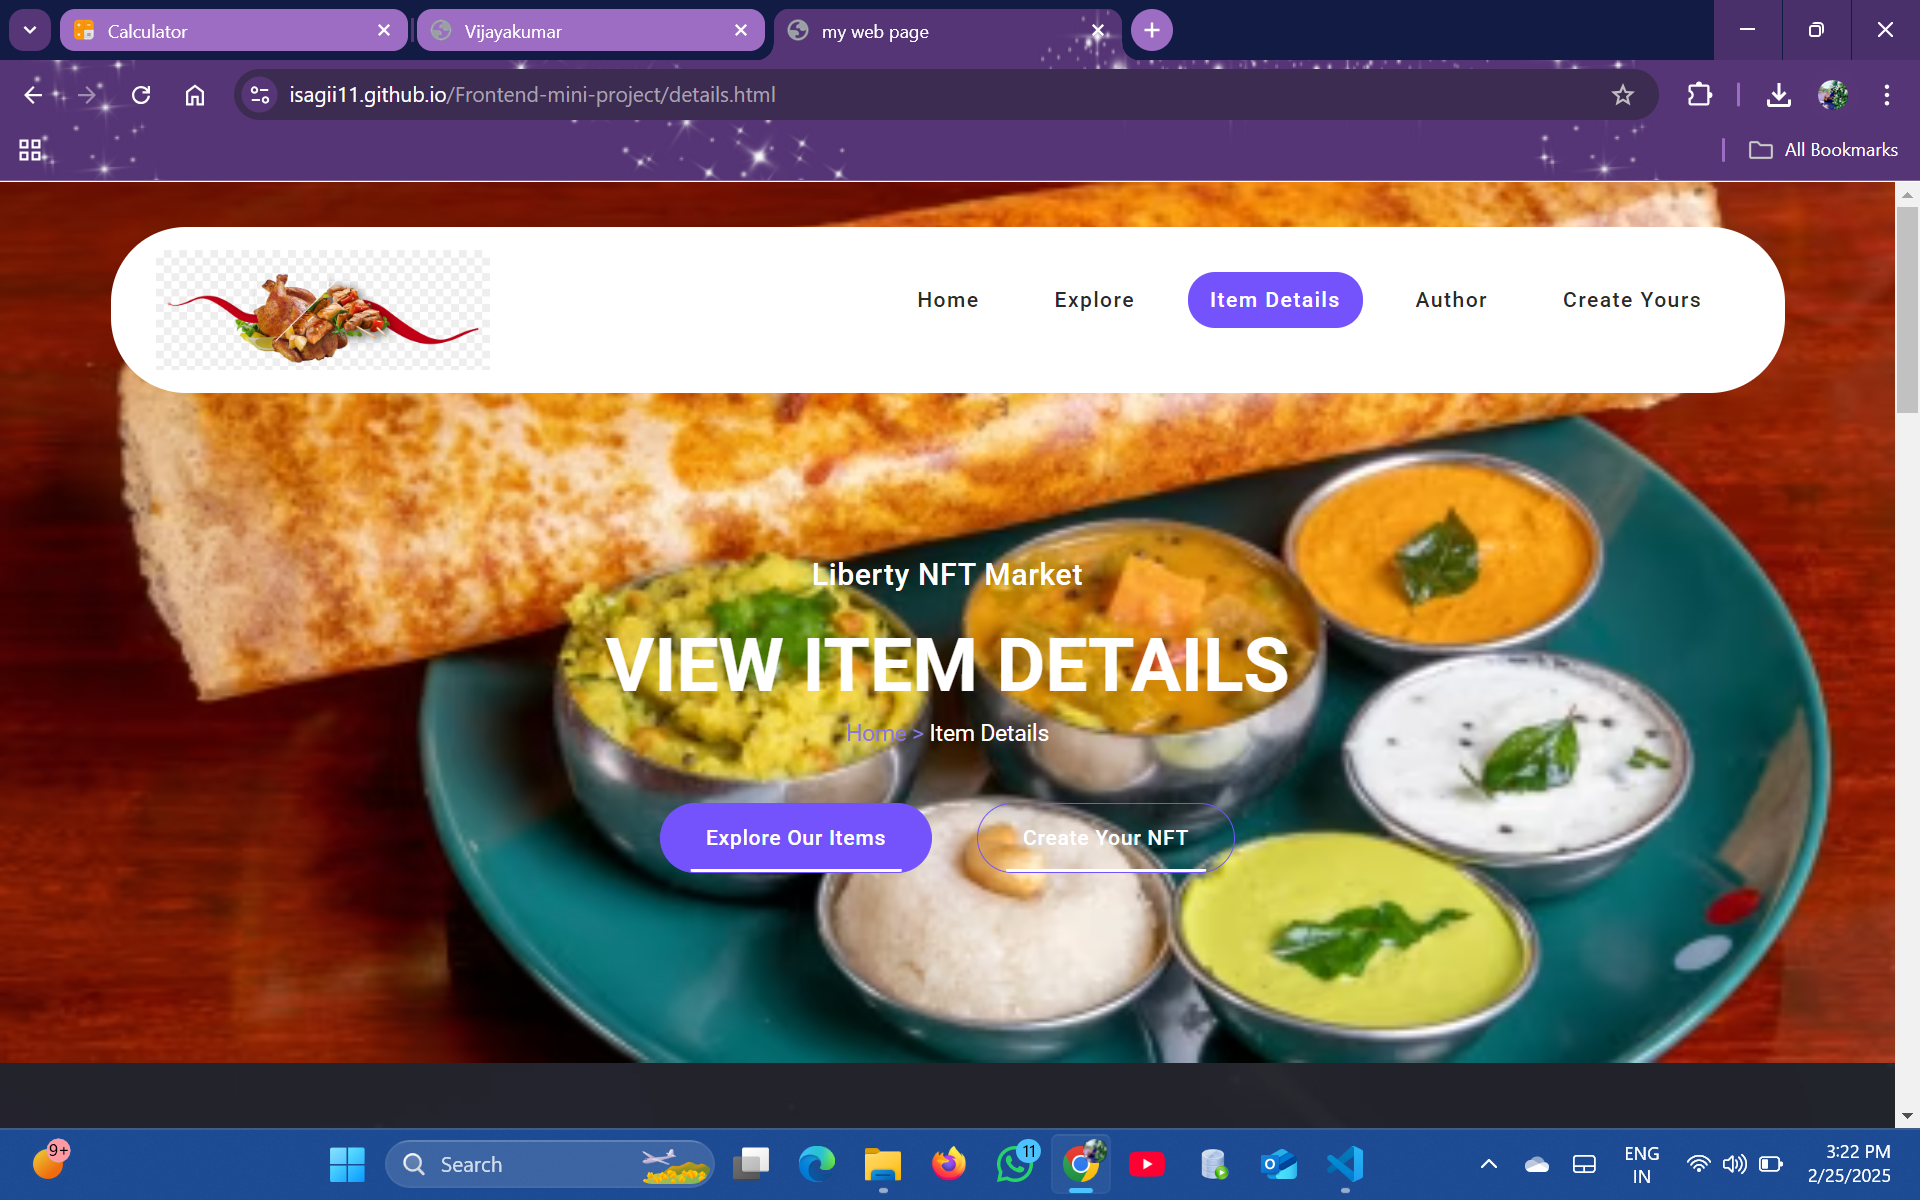 Calculator
Vijayakumar
my web page
isagii11.github.io/Frontend-mini-project/details.html
All Bookmarks
Home
Explore
Item Details
Author
Create Yours
Liberty NFT Market
VIEW ITEM DETAILS
Home > Item Details
Explore Our Items
Create Your NFT
9+
Search
11
ENG
IN
3:22 PM
2/25/2025